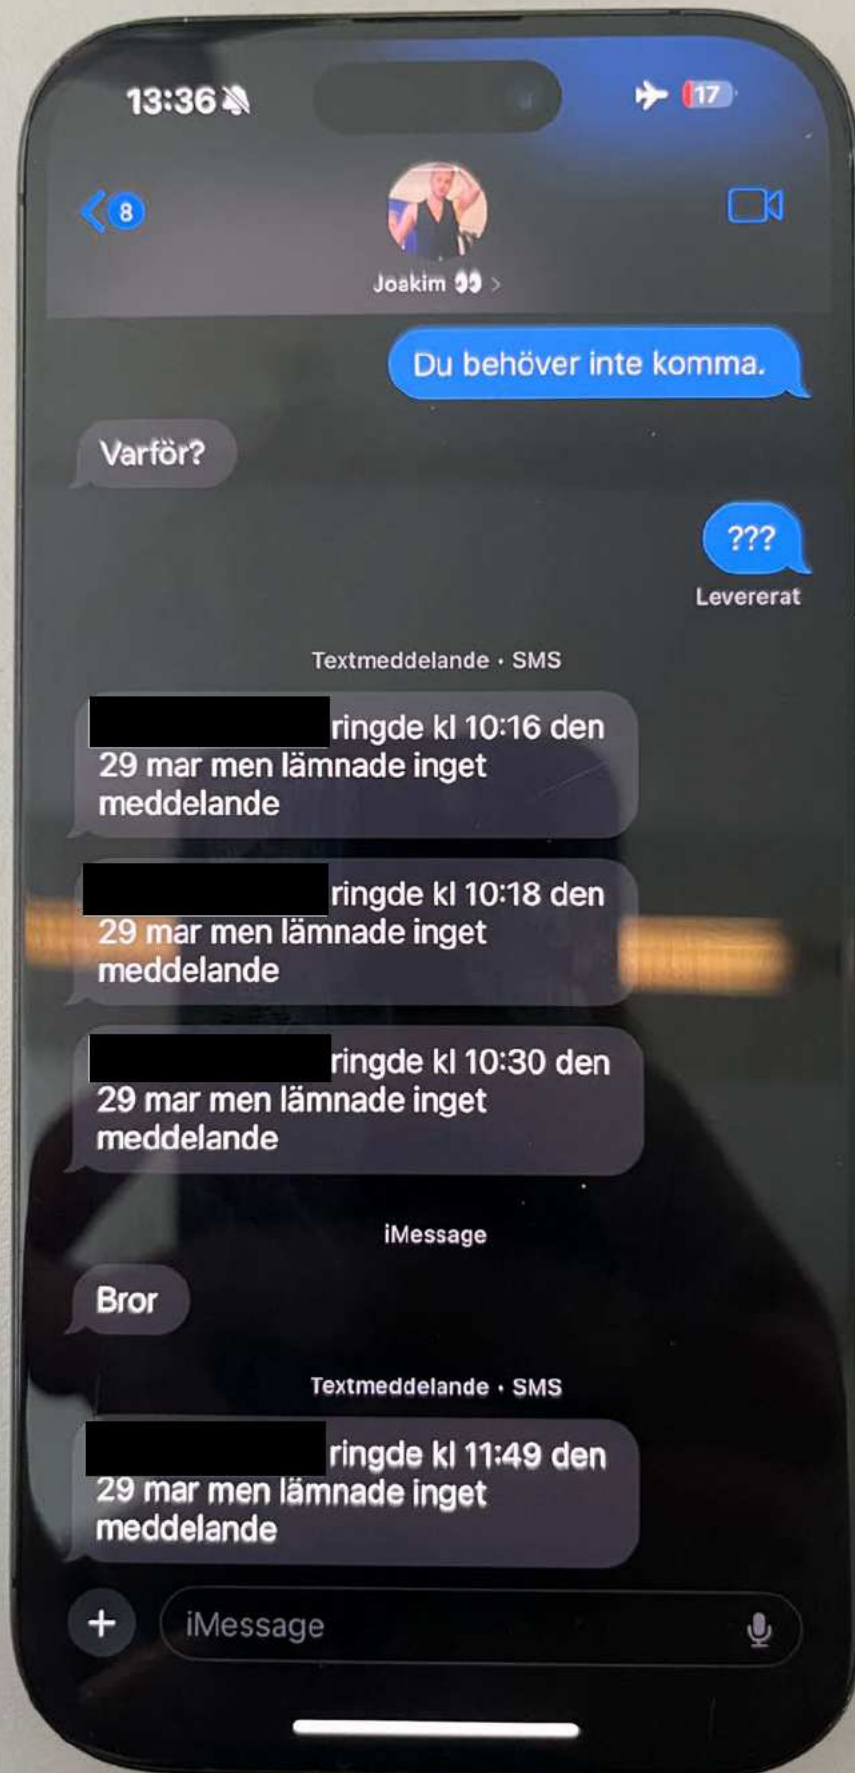 13:36
17
8
Joakim 👀 >
Du behöver inte komma.
Varför?
???
Levererat
Textmeddelande • SMS
ringde kl 10:16 den
29 mar men lämnade inget
meddelande
ringde kl 10:18 den
29 mar men lämnade inget
meddelande
ringde kl 10:30 den
29 mar men lämnade inget
meddelande
iMessage
Bror
Textmeddelande • SMS
ringde kl 11:49 den
29 mar men lämnade inget
meddelande
iMessage